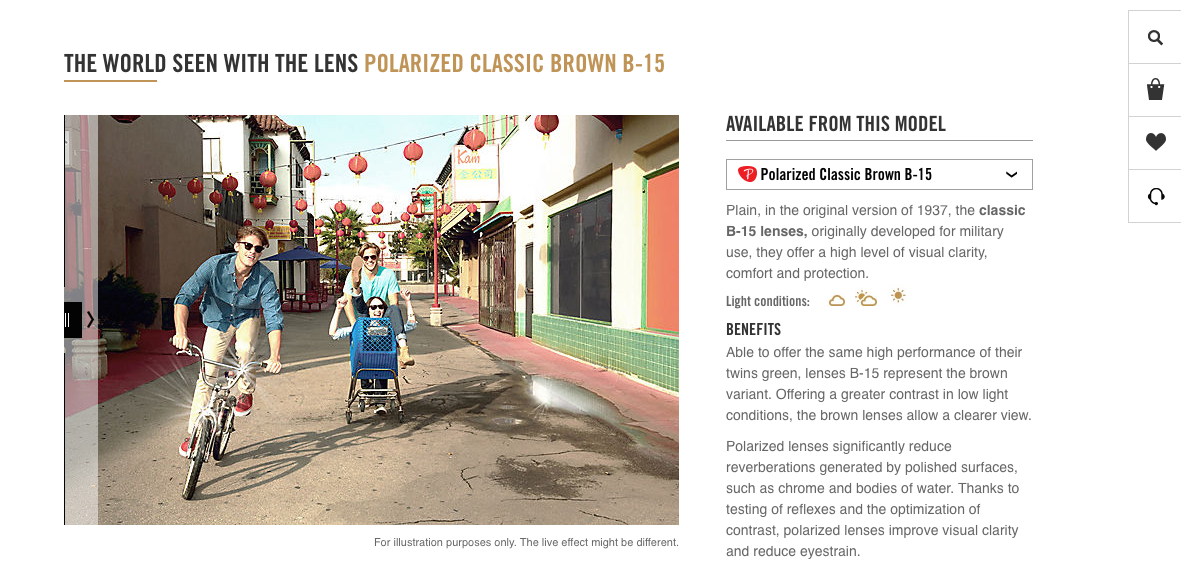 THE WORLD SEEN WITH THE LENS POLARIZED CLASSIC BROWN B-15
Kam
AVAILABLE FROM THIS MODEL
P Polarized Classic Brown B-15
Plain, in the original version of 1937, the classic
B-15 lenses, originally developed for military
use, they offer a high level of visual clarity,
comfort and protection.
Light conditions:
BENEFITS
Able to offer the same high performance of their
twins green, lenses B-15 represent the brown
variant. Offering a greater contrast in low light
conditions, the brown lenses allow a clearer view.
Polarized lenses significantly reduce
reverberations generated by polished surfaces,
such as chrome and bodies of water. Thanks to
testing of reflexes and the optimization of
contrast, polarized lenses improve visual clarity
and reduce eyestrain.
For illustration purposes only. The live effect might be different.